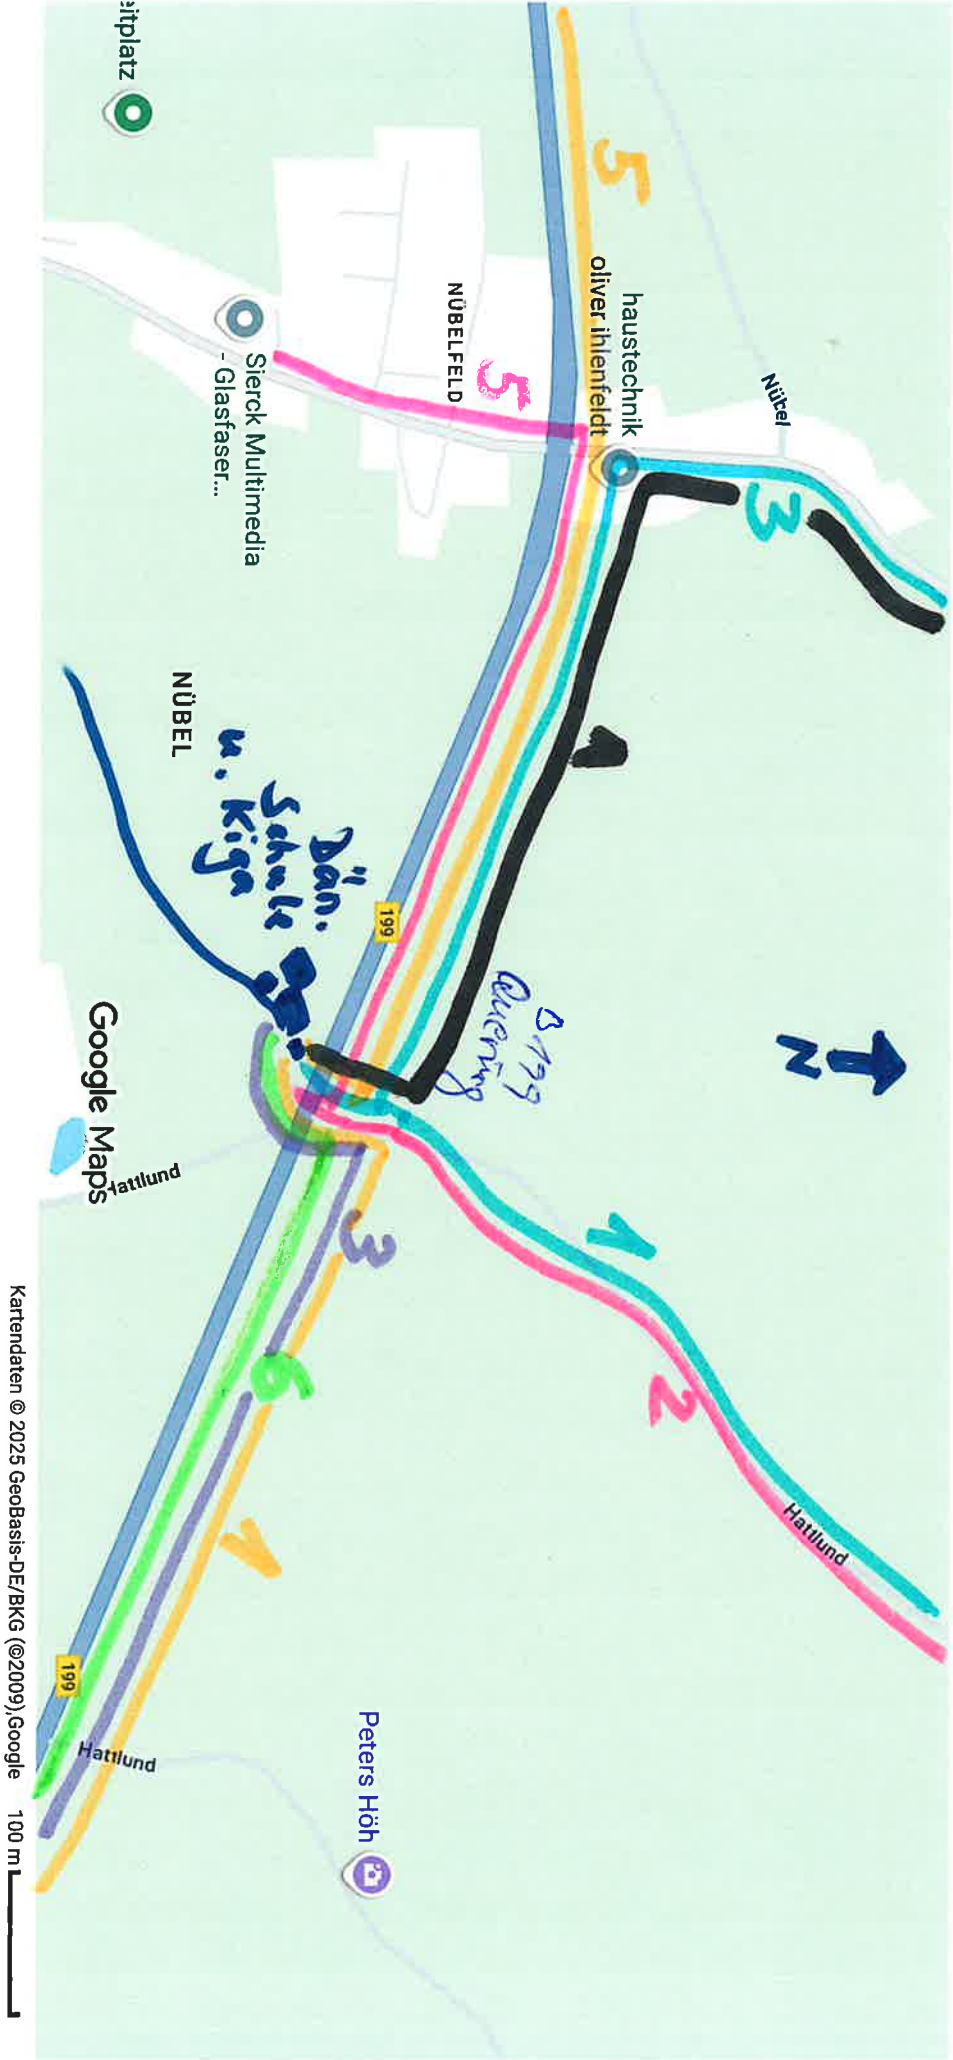 eitplatz
5
haustechnik
oliver ihlenfeldt
Nübel
NÜBELFELD
5
Sierck Multimedia
- Glasfaser...
3
NÜBEL
1
Dän.
Schule
u. Kiga
199
B199
Querung
N
Google Maps
Hattlund
1
3
2
6
Hattlund
1
199
Hattlund
Peters Höh
Kartendaten © 2025 GeoBasis-DE/BKG (©2009),Google
100 m